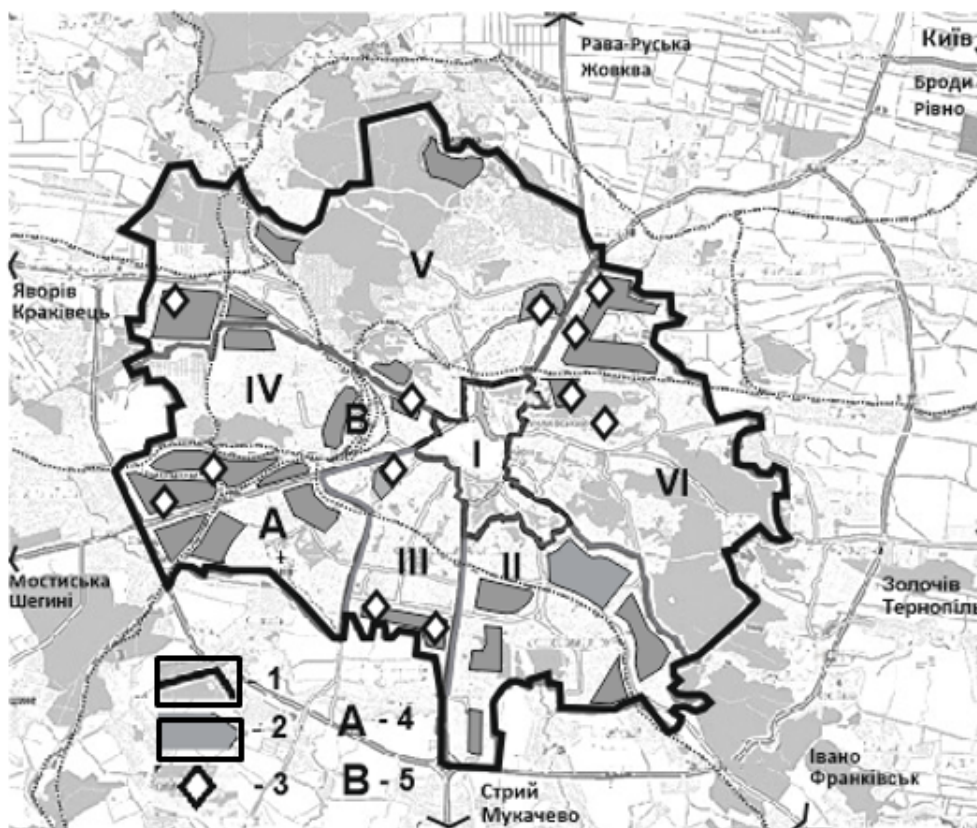 Рава-Руська
Жовква
Київ
Броди
Рівно
V
Яворів
Краківець
IV
B
I
VI
A
III
II
Мостиська
Шегині
Золочів
Тернопіль
- 1
- 2
A - 4
- 3
B - 5
Івано
Франківськ
Стрий
Мукачево